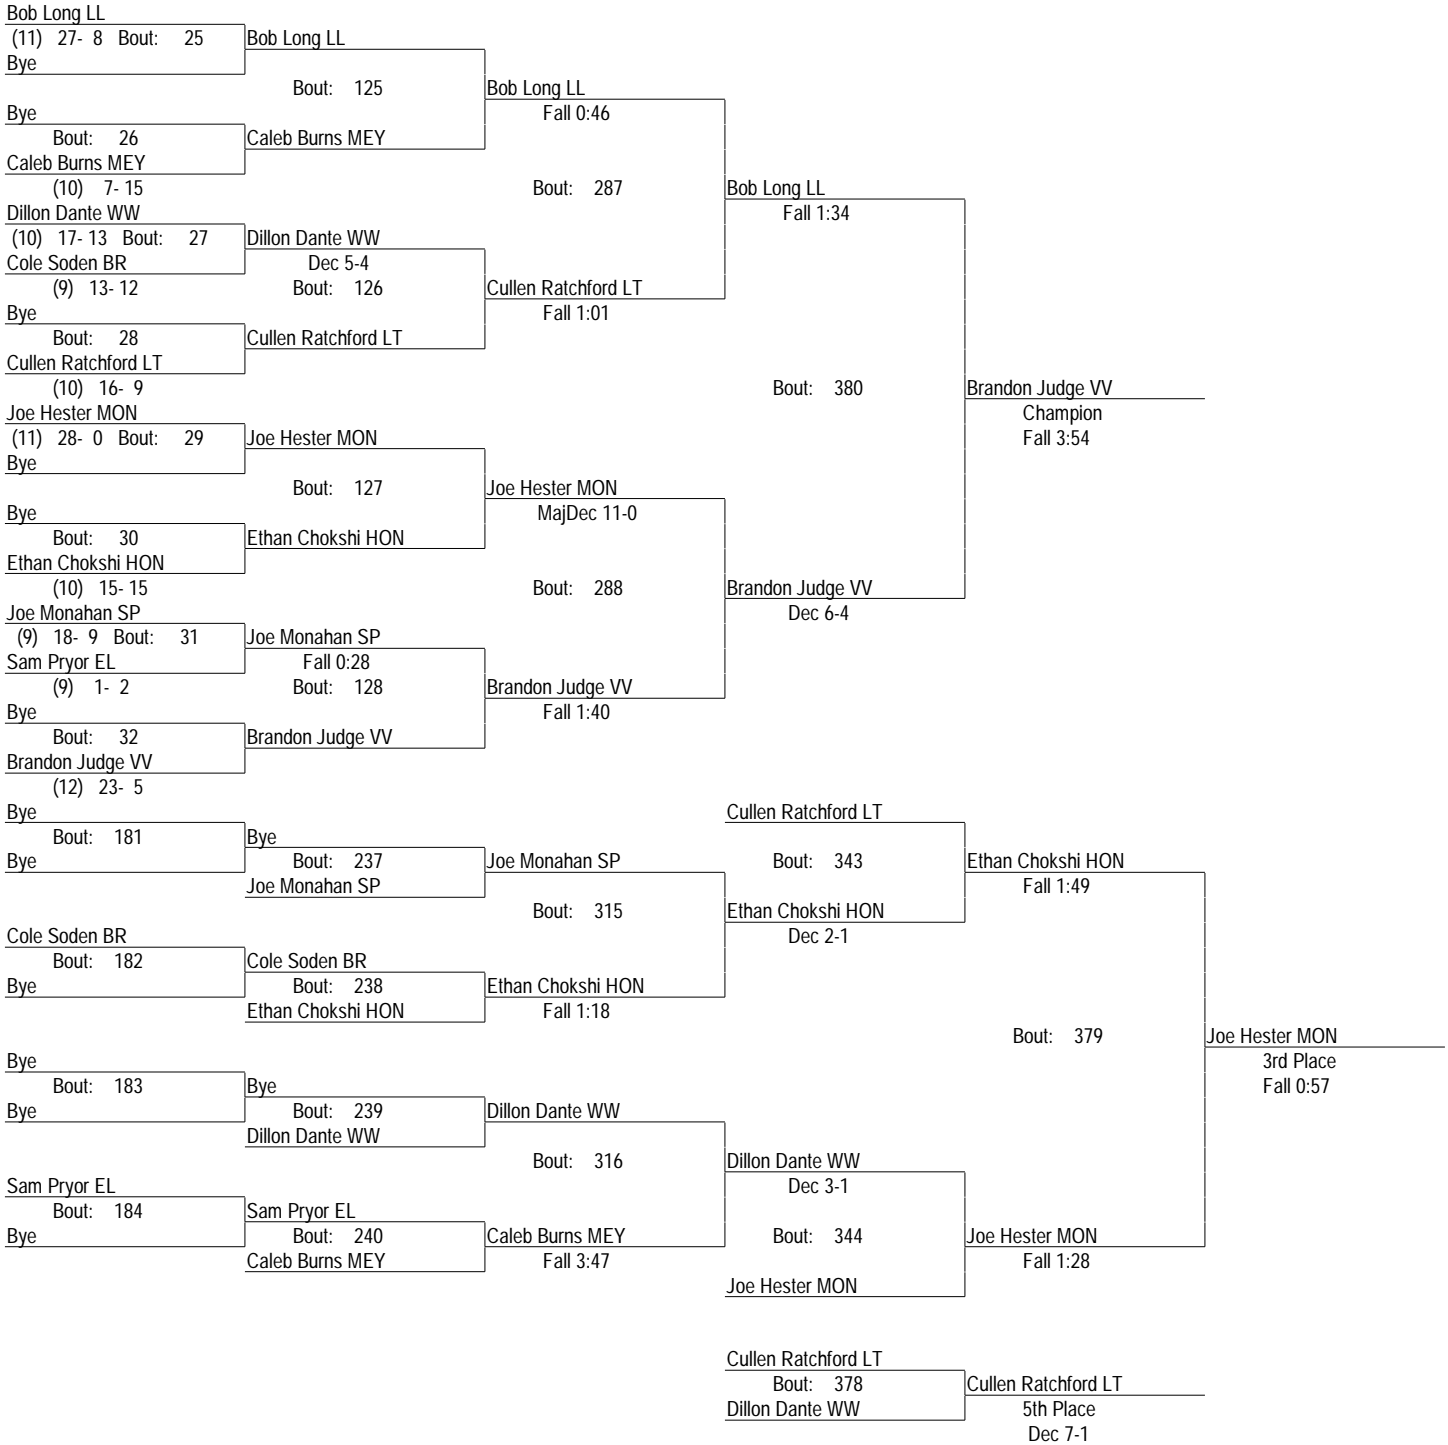 Bob Long LL
(11) 27- 8 Bout: 25 Bob Long LL
Bye
Bout: 125 Bob Long LL
Bye Fall 0:46
Bout: 26 Caleb Burns MEY
Caleb Burns MEY
(10) 7- 15 Bout: 287 Bob Long LL
Dillon Dante WW Fall 1:34
(10) 17- 13 Bout: 27 Dillon Dante WW
Cole Soden BR Dec 5-4
(9) 13- 12 Bout: 126 Cullen Ratchford LT
Bye Fall 1:01
Bout: 28 Cullen Ratchford LT
Cullen Ratchford LT
(10) 16- 9 Bout: 380 Brandon Judge VV
Joe Hester MON Champion
(11) 28- 0 Bout: 29 Joe Hester MON Fall 3:54
Bye
Bout: 127 Joe Hester MON
Bye MajDec 11-0
Bout: 30 Ethan Chokshi HON
Ethan Chokshi HON
(10) 15- 15 Bout: 288 Brandon Judge VV
Joe Monahan SP Dec 6-4
(9) 18- 9 Bout: 31 Joe Monahan SP
Sam Pryor EL Fall 0:28
(9) 1- 2 Bout: 128 Brandon Judge VV
Bye Fall 1:40
Bout: 32 Brandon Judge VV
Brandon Judge VV
(12) 23- 5
Bye Cullen Ratchford LT
Bout: 181 Bye
Bye Bout: 237 Joe Monahan SP Bout: 343 Ethan Chokshi HON
Joe Monahan SP Fall 1:49
Bout: 315 Ethan Chokshi HON
Cole Soden BR Dec 2-1
Bout: 182 Cole Soden BR
Bye Bout: 238 Ethan Chokshi HON
Ethan Chokshi HON Fall 1:18
Bout: 379 Joe Hester MON
Bye 3rd Place
Bout: 183 Bye Fall 0:57
Bye Bout: 239 Dillon Dante WW
Dillon Dante WW
Bout: 316 Dillon Dante WW
Sam Pryor EL Dec 3-1
Bout: 184 Sam Pryor EL
Bye Bout: 240 Caleb Burns MEY Bout: 344 Joe Hester MON
Caleb Burns MEY Fall 3:47 Fall 1:28
Joe Hester MON
Cullen Ratchford LT
Bout: 378 Cullen Ratchford LT
Dillon Dante WW 5th Place
Dec 7-1